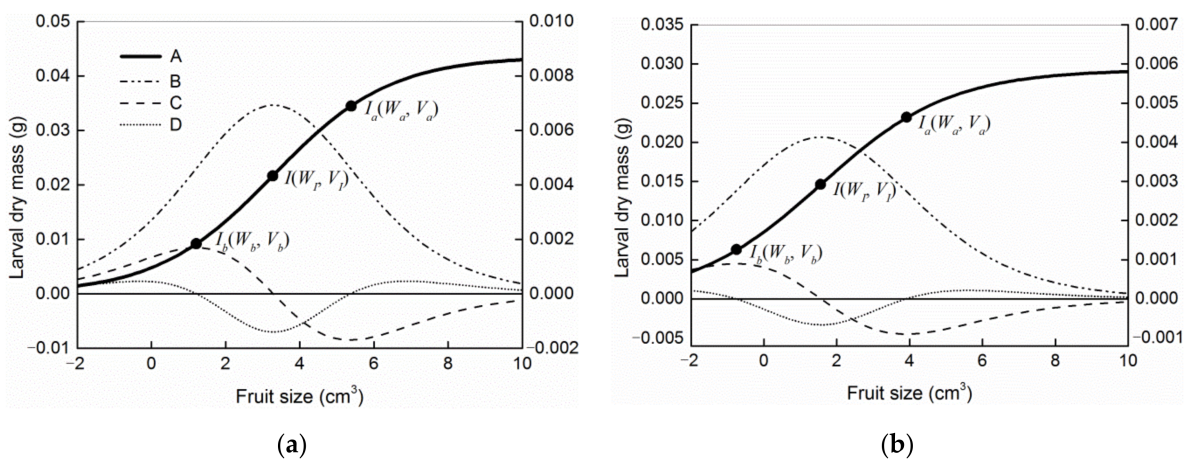 0.05
0.04
0.03
0.02
0.01
0.00
−0.01
Larval dry mass (g)
A
B
C
D
I_a(W_a, V_a)
I(W_I, V_I)
I_b(W_b, V_b)
0.010
0.008
0.006
0.004
0.002
0.000
−0.002
−2 0 2 4 6 8 10
Fruit size (cm³)
(a)
0.035
0.030
0.025
0.020
0.015
0.010
0.005
0.000
−0.005
Larval dry mass (g)
I_a(W_a, V_a)
I(W_I, V_I)
I_b(W_b, V_b)
0.007
0.006
0.005
0.004
0.003
0.002
0.001
0.000
−0.001
−2 0 2 4 6 8 10
Fruit size (cm³)
(b)